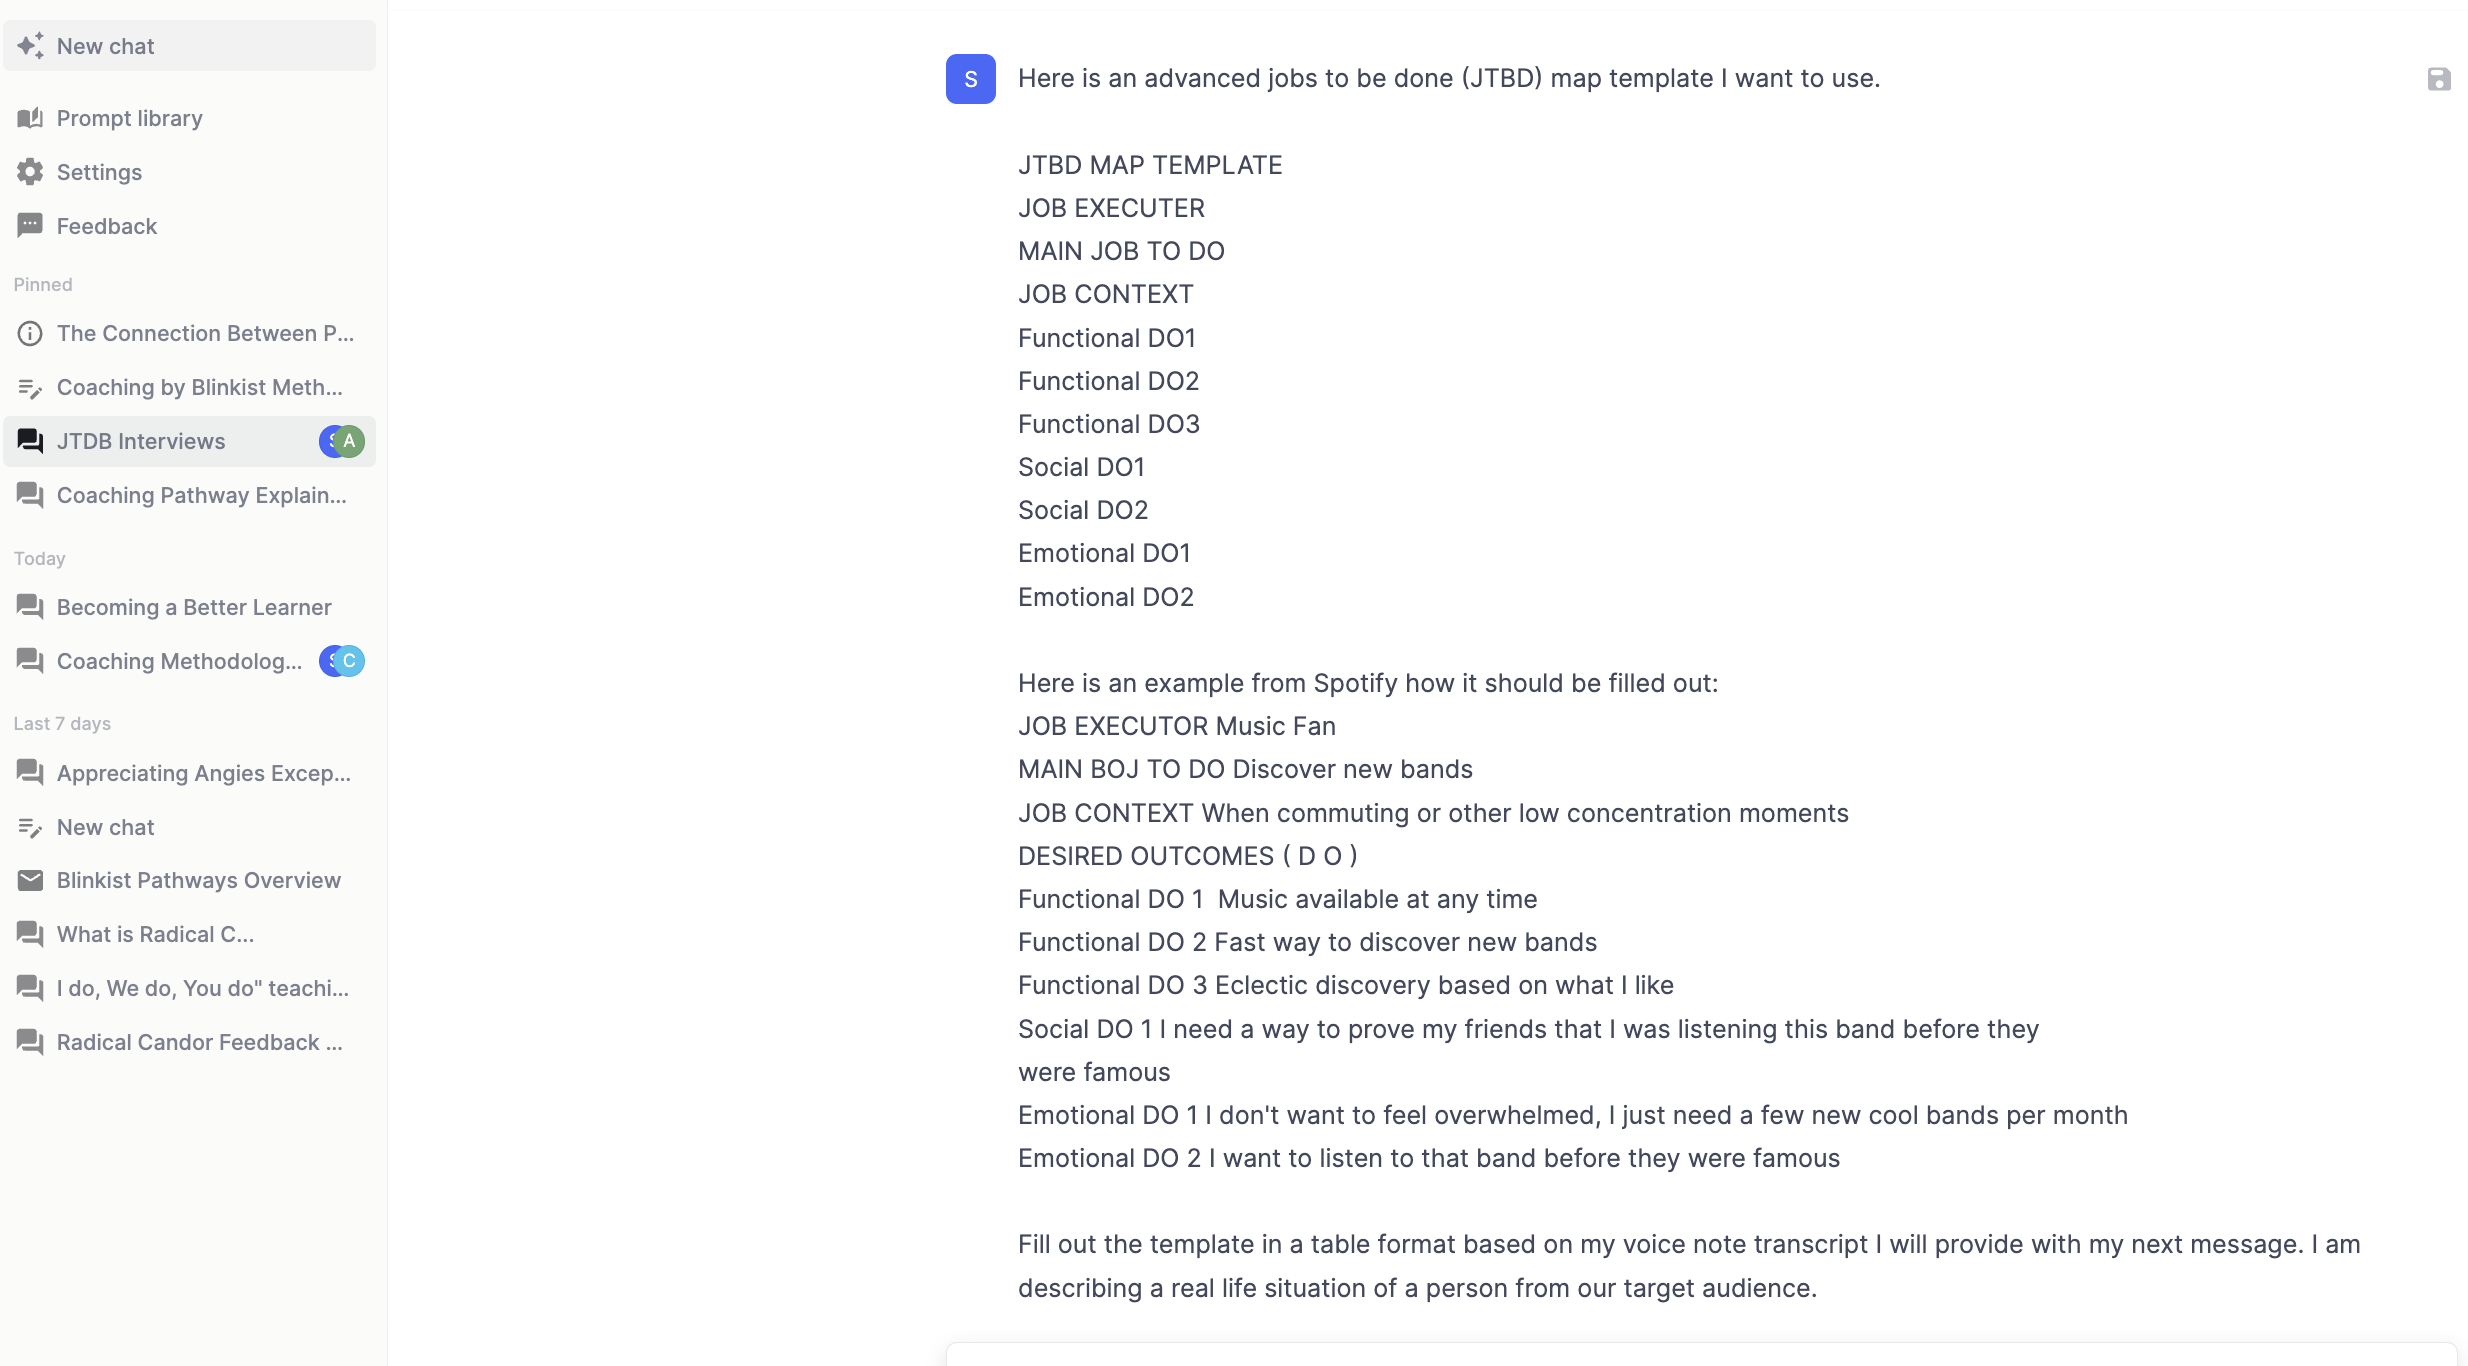 New chat
Prompt library
Settings
Feedback
Pinned
The Connection Between P...
Coaching by Blinkist Meth...
JTDB Interviews
A
Coaching Pathway Explain...
Today
Becoming a Better Learner
Coaching Methodolog...
C
Last 7 days
Appreciating Angies Excep...
New chat
Blinkist Pathways Overview
What is Radical C...
I do, We do, You do" teachi...
Radical Candor Feedback ...
S
Here is an advanced jobs to be done (JTBD) map template I want to use.
JTBD MAP TEMPLATE
JOB EXECUTER
MAIN JOB TO DO
JOB CONTEXT
Functional DO1
Functional DO2
Functional DO3
Social DO1
Social DO2
Emotional DO1
Emotional DO2
Here is an example from Spotify how it should be filled out:
JOB EXECUTOR Music Fan
MAIN BOJ TO DO Discover new bands
JOB CONTEXT When commuting or other low concentration moments
DESIRED OUTCOMES ( D O )
Functional DO 1  Music available at any time
Functional DO 2 Fast way to discover new bands
Functional DO 3 Eclectic discovery based on what I like
Social DO 1 I need a way to prove my friends that I was listening this band before they
were famous
Emotional DO 1 I don't want to feel overwhelmed, I just need a few new cool bands per month
Emotional DO 2 I want to listen to that band before they were famous
Fill out the template in a table format based on my voice note transcript I will provide with my next message. I am
describing a real life situation of a person from our target audience.